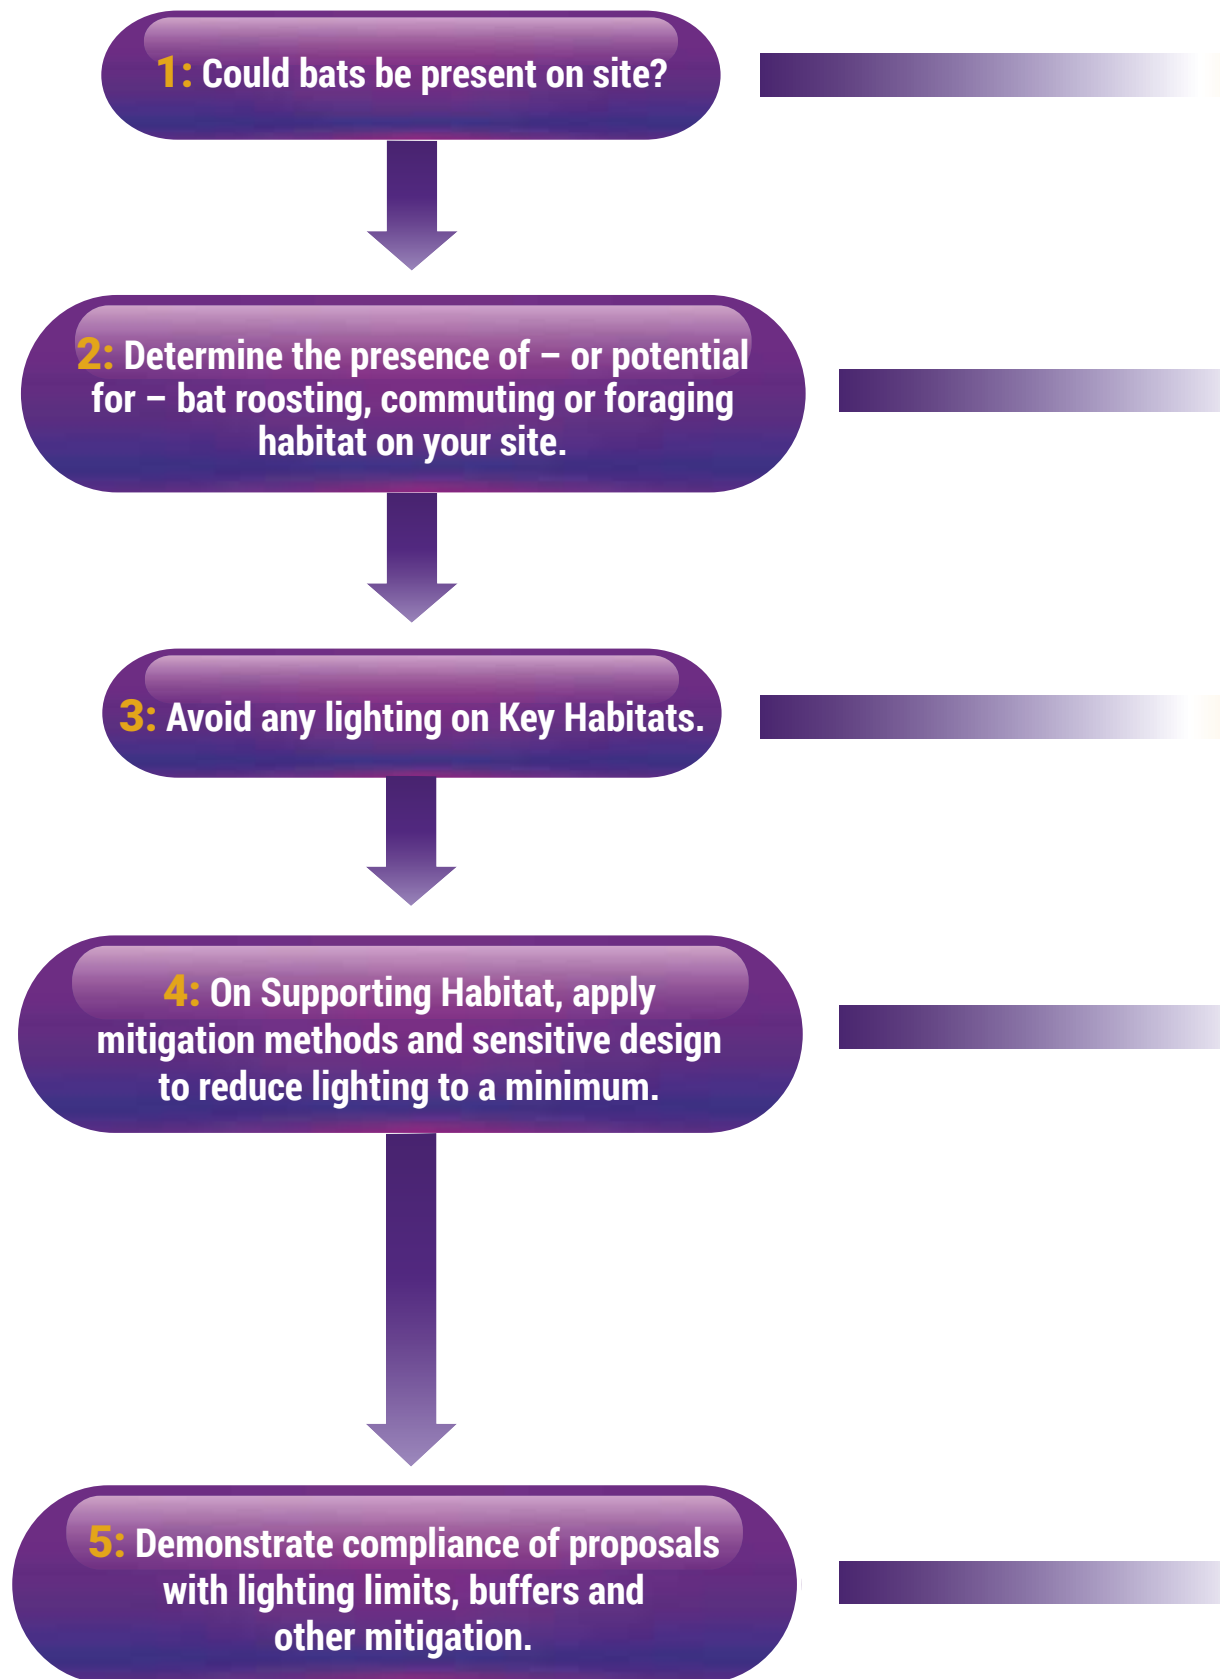 1: Could bats be present on site?
2: Determine the presence of – or potential
for – bat roosting, commuting or foraging
habitat on your site.
3: Avoid any lighting on Key Habitats.
4: On Supporting Habitat, apply
mitigation methods and sensitive design
to reduce lighting to a minimum.
5: Demonstrate compliance of proposals
with lighting limits, buffers and
other mitigation.